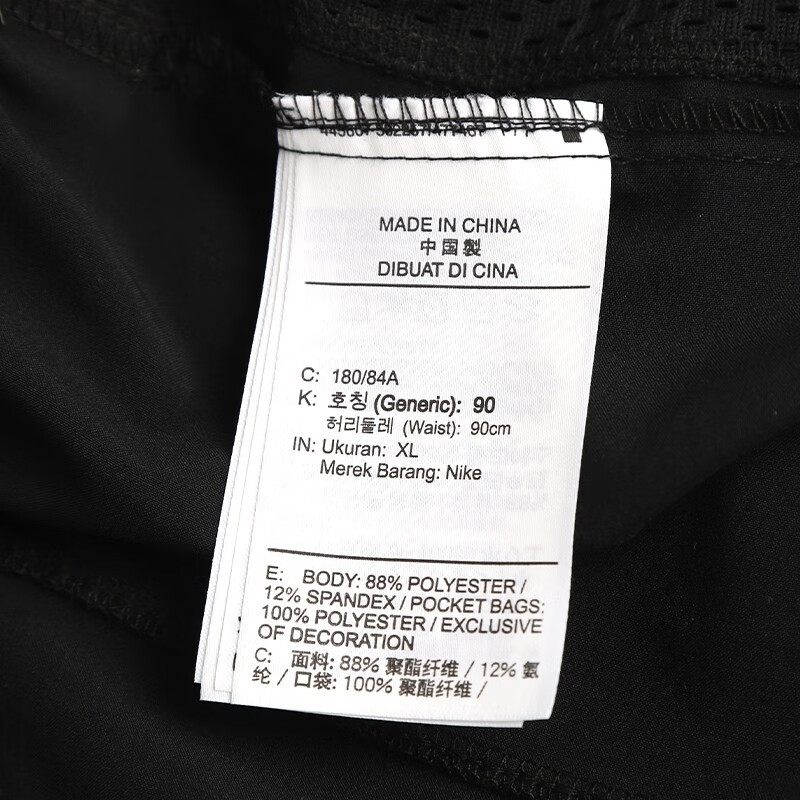 MADE IN CHINA
中国製
DIBUAT DI CINA
C: 180/84A
K: 호칭 (Generic): 90
허리둘레 (Waist): 90cm
IN: Ukuran: XL
Merek Barang: Nike
E: BODY: 88% POLYESTER /
12% SPANDEX / POCKET BAGS:
100% POLYESTER / EXCLUSIVE
OF DECORATION
C: 面料: 88% 聚酯纤维 / 12% 氨
纶 / 口袋: 100% 聚酯纤维 /